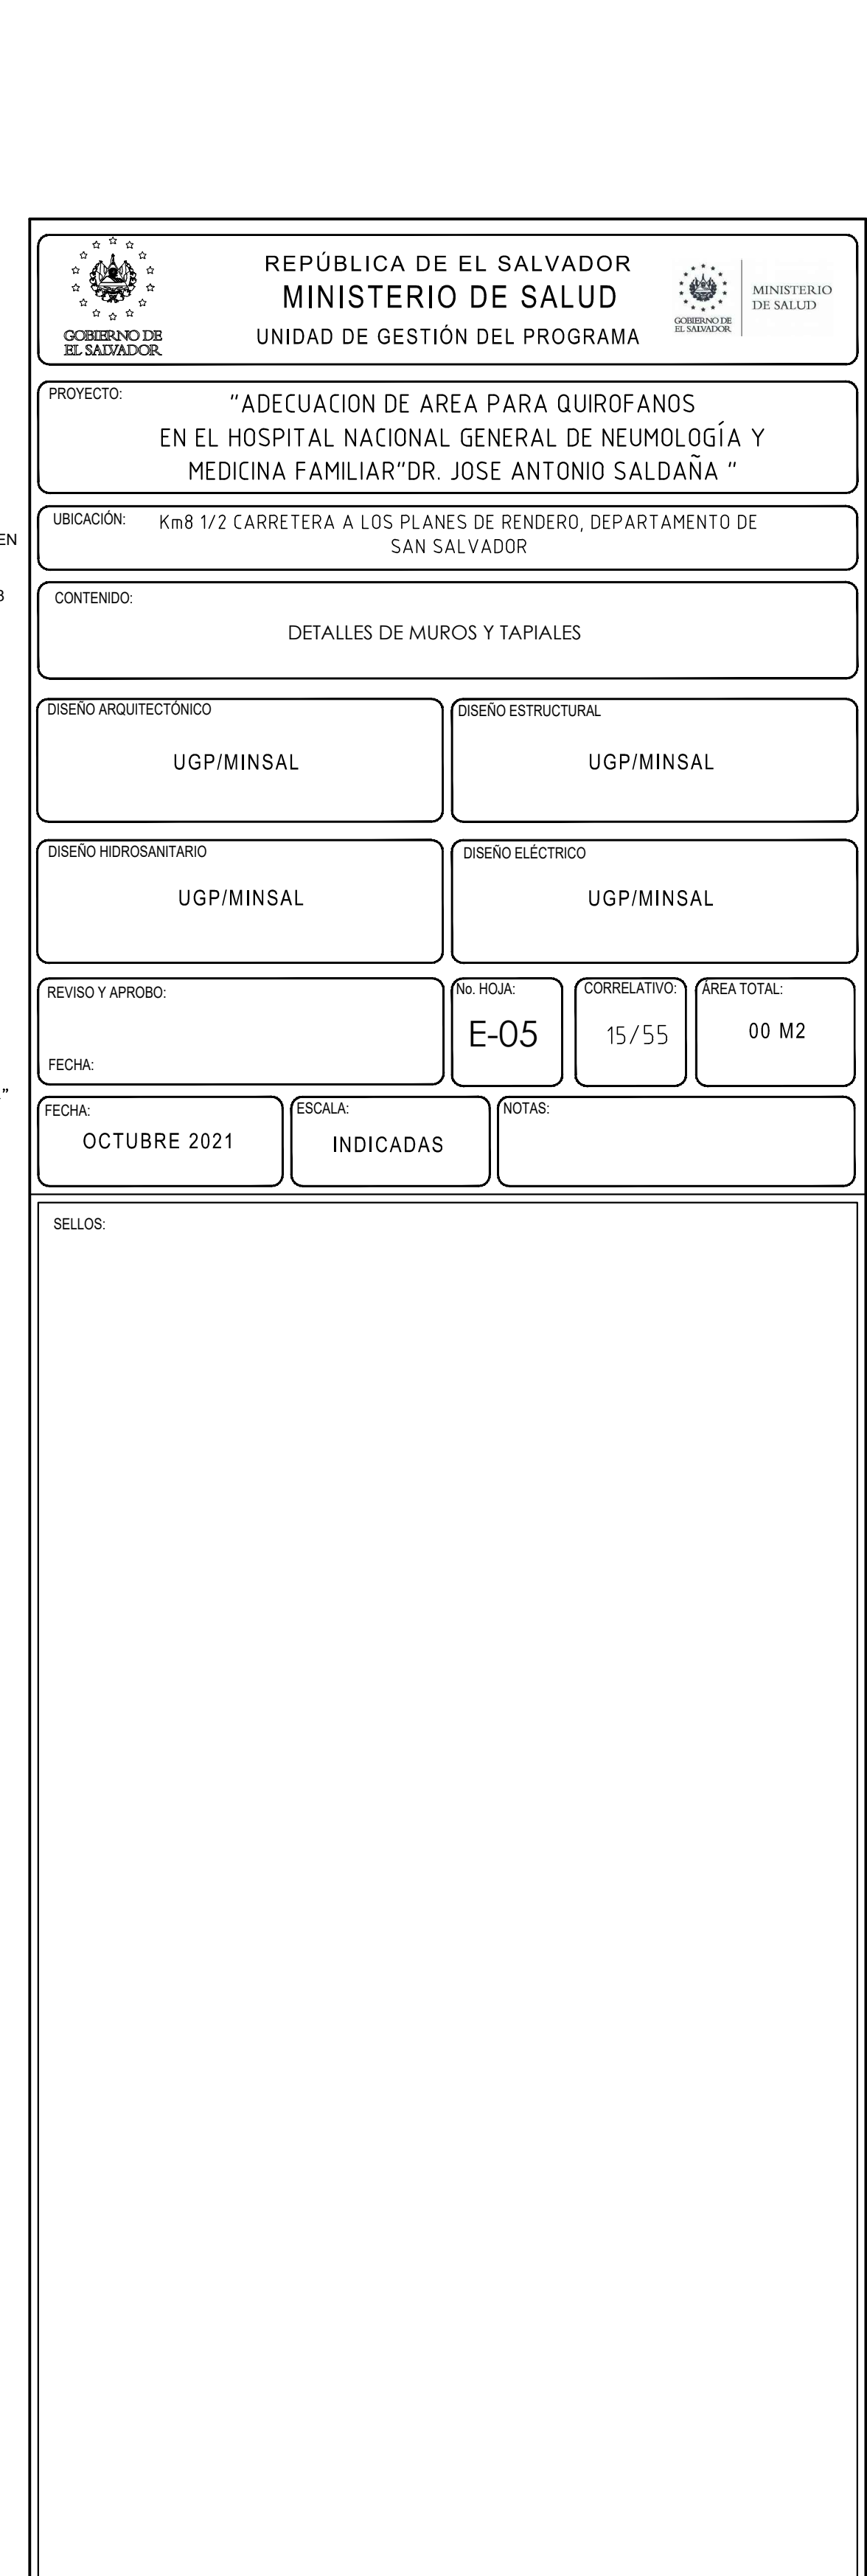 GOBIERNO DE
EL SALVADOR
REPÚBLICA DE EL SALVADOR
MINISTERIO DE SALUD
UNIDAD DE GESTIÓN DEL PROGRAMA
GOBIERNO DE
EL SALVADOR
MINISTERIO
DE SALUD
PROYECTO:
"ADECUACION DE AREA PARA QUIROFANOS
EN EL HOSPITAL NACIONAL GENERAL DE NEUMOLOGÍA Y
MEDICINA FAMILIAR"DR. JOSE ANTONIO SALDAÑA "
EN
UBICACIÓN:
Km8 1/2 CARRETERA A LOS PLANES DE RENDERO, DEPARTAMENTO DE
SAN SALVADOR
CONTENIDO:
DETALLES DE MUROS Y TAPIALES
DISEÑO ARQUITECTÓNICO
UGP/MINSAL
DISEÑO ESTRUCTURAL
UGP/MINSAL
DISEÑO HIDROSANITARIO
UGP/MINSAL
DISEÑO ELÉCTRICO
UGP/MINSAL
REVISO Y APROBO:
FECHA:
No. HOJA:
E-05
CORRELATIVO:
15/55
ÁREA TOTAL:
00 M2
FECHA:
OCTUBRE 2021
ESCALA:
INDICADAS
NOTAS:
SELLOS: